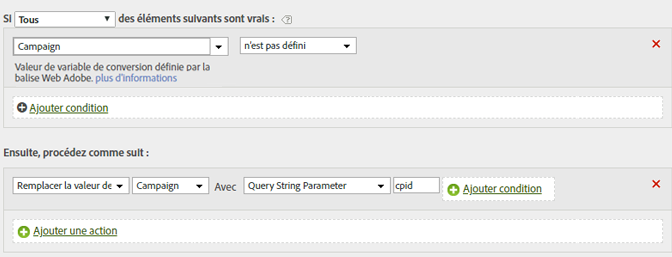 SI Tous des éléments suivants sont vrais :
Campaign n'est pas défini
Valeur de variable de conversion définie par la
balise Web Adobe. plus d'informations
Ajouter condition
Ensuite, procédez comme suit :
Remplacer la valeur de Campaign Avec Query String Parameter cpid Ajouter condition
Ajouter une action